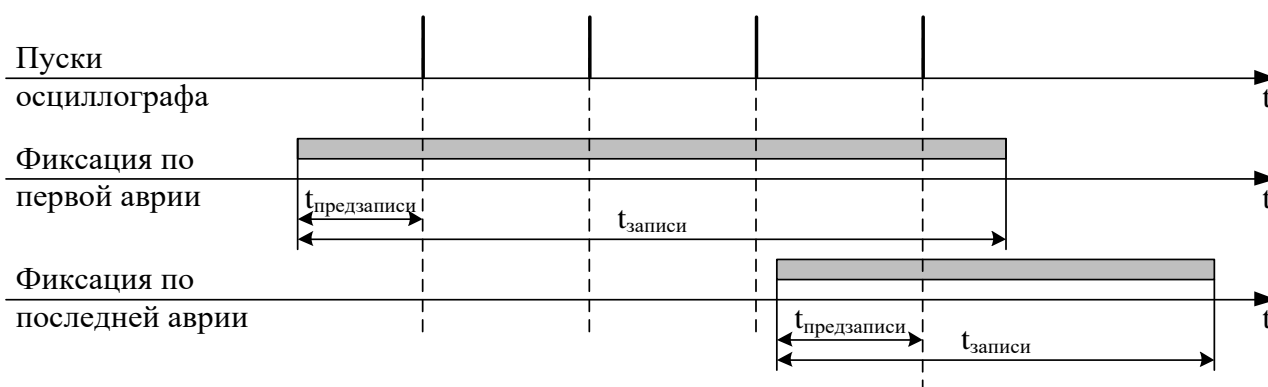 Пуски
осциллографа
t
Фиксация по
первой аврии
t
tпредзаписи
tзаписи
Фиксация по
последней аврии
t
tпредзаписи
tзаписи